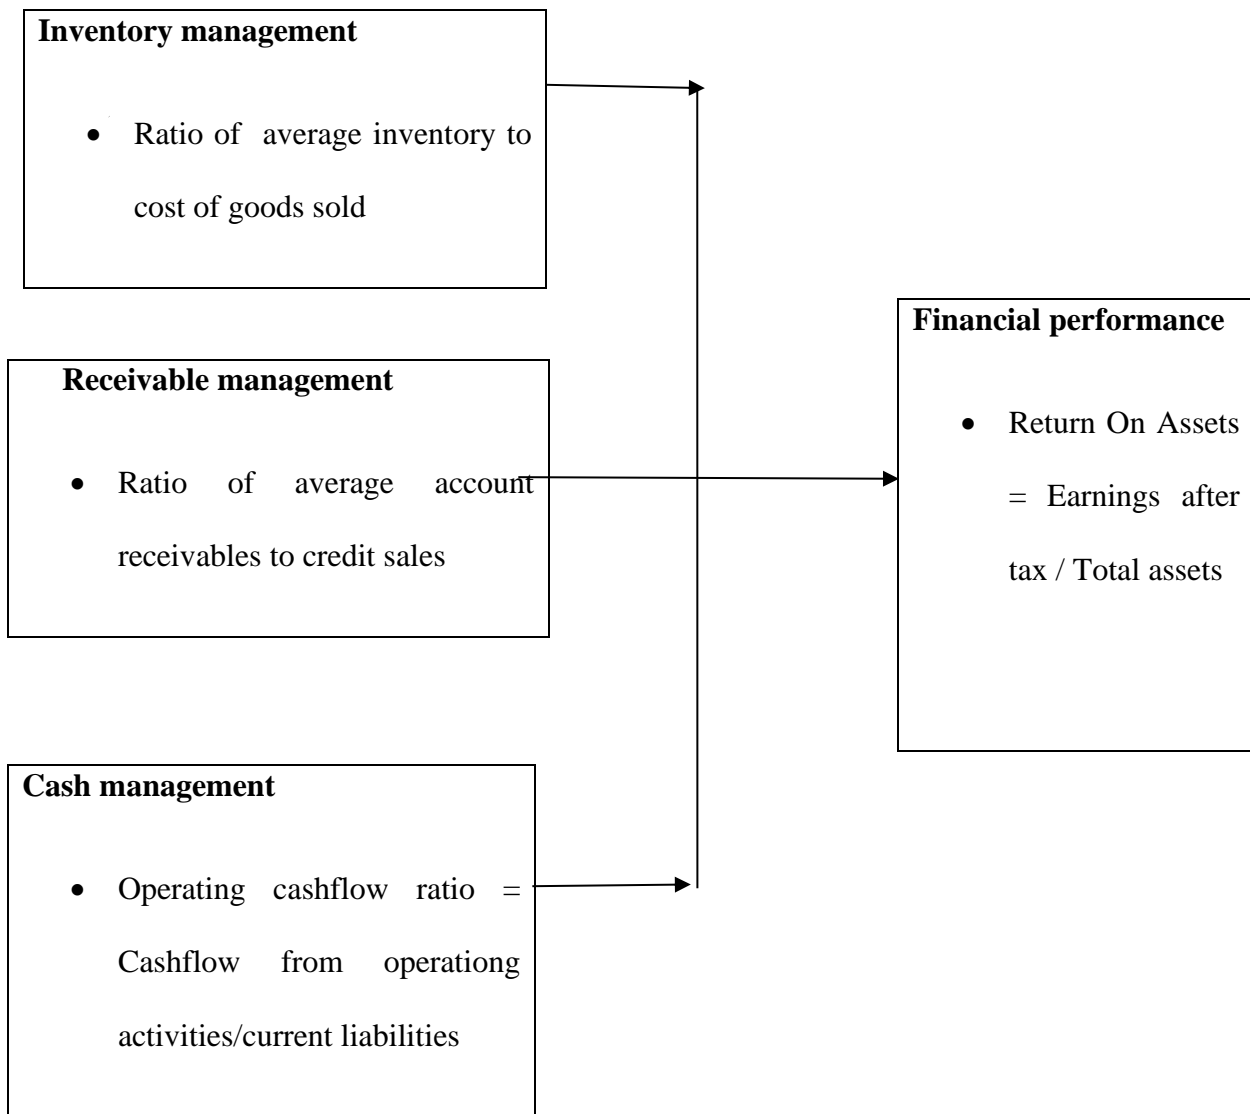 Inventory management
• Ratio of average inventory to
cost of goods sold
Receivable management
• Ratio of average account
receivables to credit sales
Cash management
• Operating cashflow ratio =
Cashflow from operationg
activities/current liabilities
Financial performance
• Return On Assets
= Earnings after
tax / Total assets